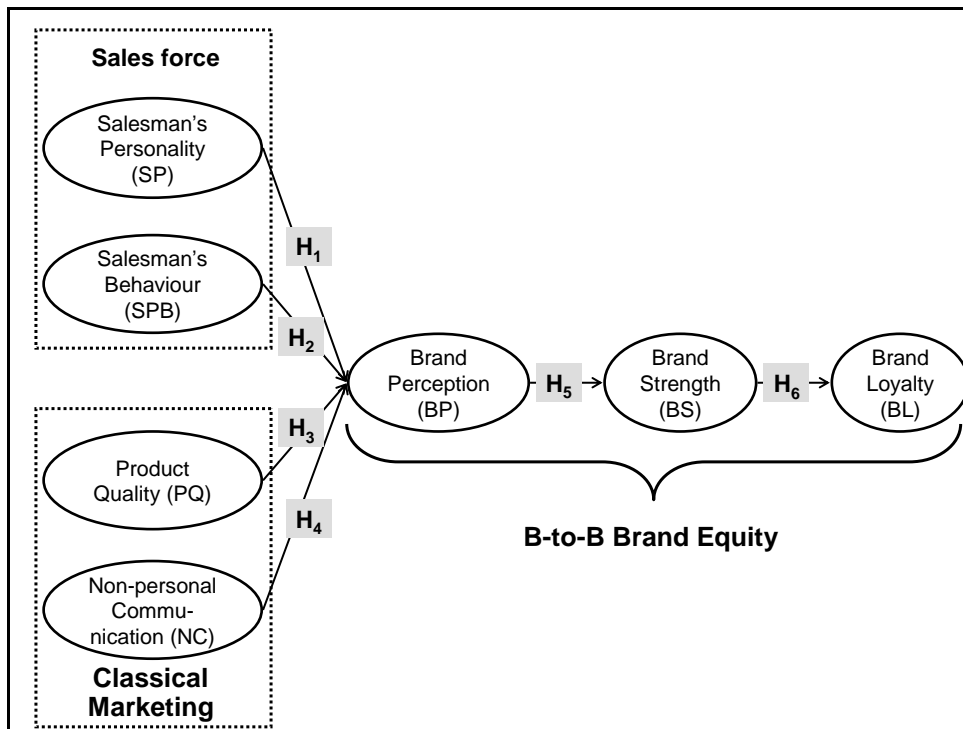 Sales force
Salesman’s
Personality
(SP)
Salesman’s
Behaviour
(SPB)
Product
Quality (PQ)
Non-personal
Commu-
nication (NC)
Classical
Marketing
H₁
H₂
H₃
H₄
Brand
Perception
(BP)
H₅
Brand
Strength
(BS)
H₆
Brand
Loyalty
(BL)
B-to-B Brand Equity